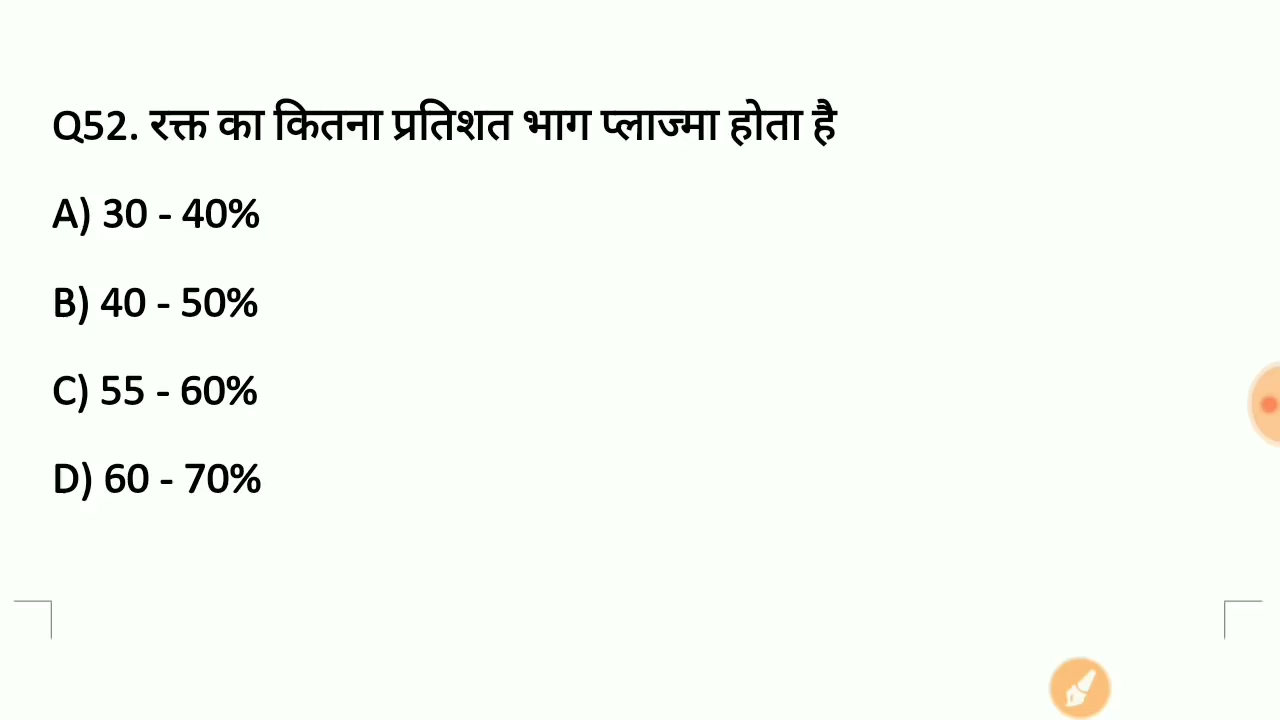 Q52. रक्त का कितना प्रतिशत भाग प्लाज्मा होता है
A) 30 - 40%
B) 40 - 50%
C) 55 - 60%
D) 60 - 70%